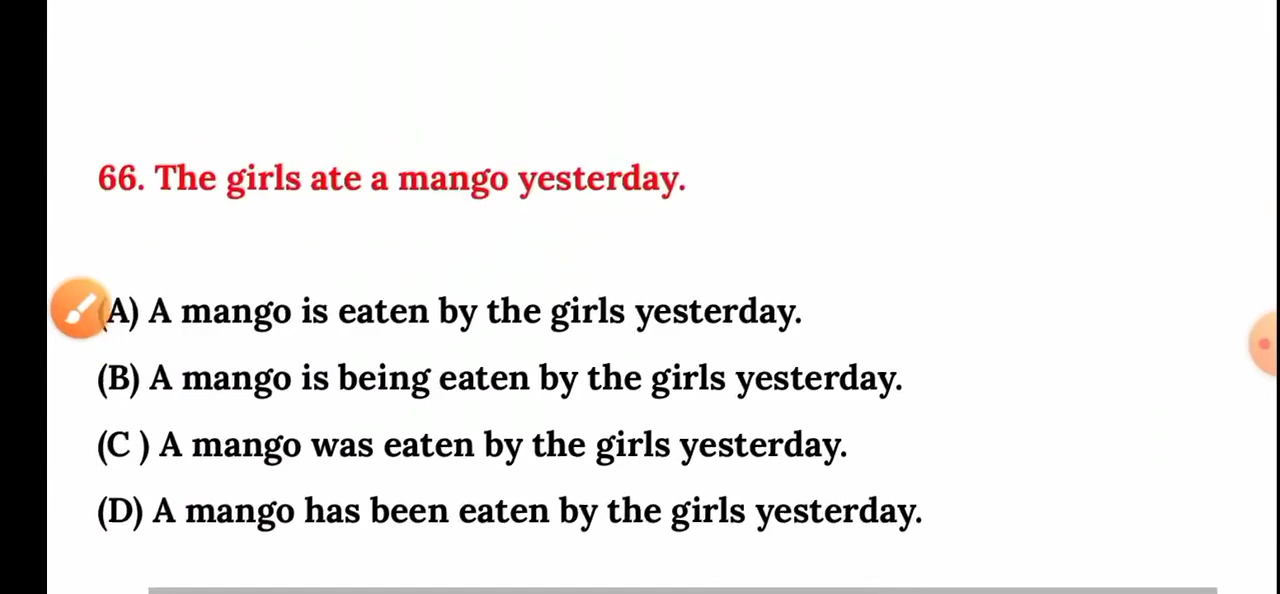 66. The girls ate a mango yesterday.
(A) A mango is eaten by the girls yesterday.
(B) A mango is being eaten by the girls yesterday.
(C ) A mango was eaten by the girls yesterday.
(D) A mango has been eaten by the girls yesterday.